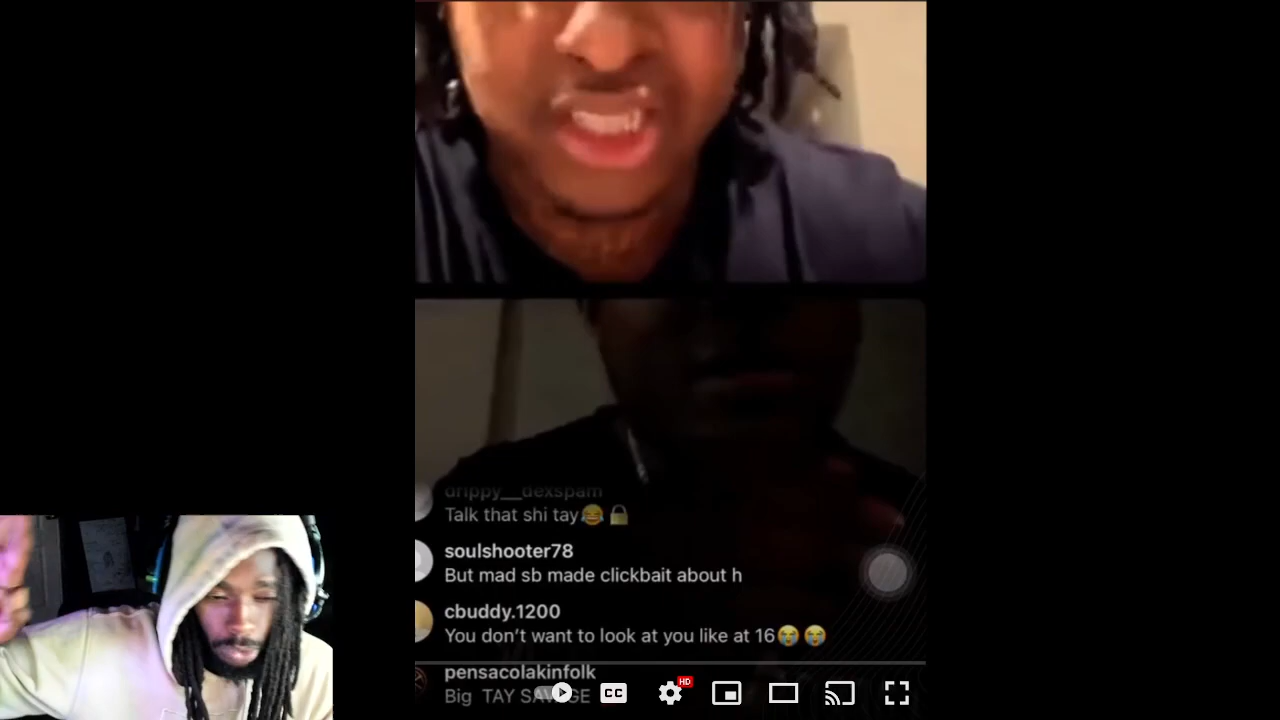 drippy__dexspam
Talk that shi tay😂🔒
soulshooter78
But mad sb made clickbait about h
cbuddy.1200
You don’t want to look at you like at 16😭😭
pensacolakinfolk
Big TAY SAVAGE
CC
HD